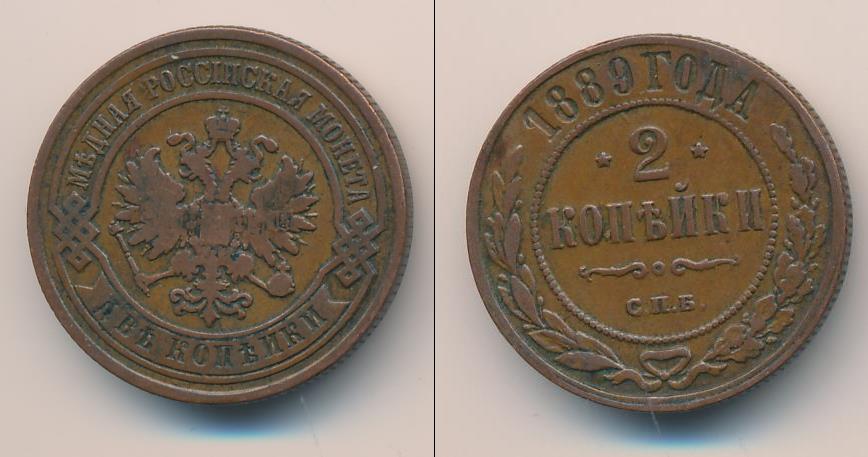 МѢДНАЯ РОССІЙСКАЯ МОНЕТА
ДВѢ КОПѢЙКИ
1889 ГОДА
2
КОПѢЙКИ
С.П.Б.